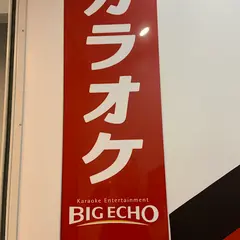 カラオケ
Karaoke Entertainment
BIG ECHO